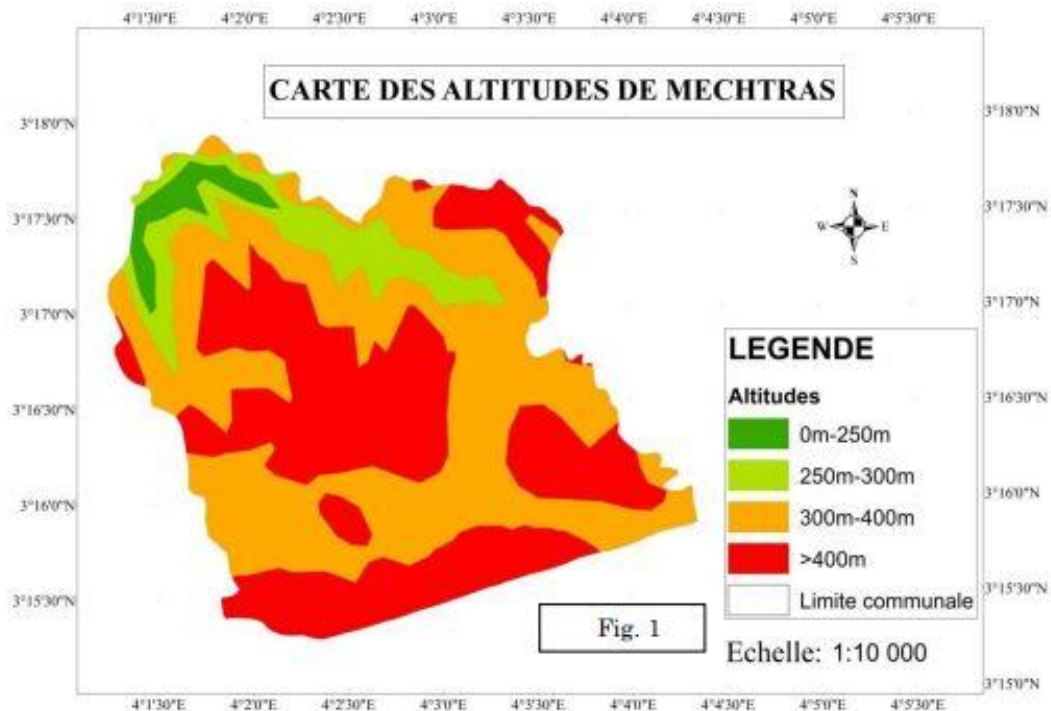 4°1'30"E 4°2'0"E 4°2'30"E 4°3'0"E 4°3'30"E 4°4'0"E 4°4'30"E 4°5'0"E 4°5'30"E
CARTE DES ALTITUDES DE MECHTRAS
3°18'0"N 3°18'0"N
3°17'30"N 3°17'30"N
N
W E
S
3°17'0"N 3°17'0"N
LEGENDE
Altitudes
3°16'30"N 3°16'30"N
0m-250m
250m-300m
3°16'0"N 3°16'0"N
300m-400m
>400m
3°15'30"N 3°15'30"N
Limite communale
Fig. 1
Echelle: 1:10 000
3°15'0"N
4°1'30"E 4°2'0"E 4°2'30"E 4°3'0"E 4°3'30"E 4°4'0"E 4°4'30"E 4°5'0"E 4°5'30"E